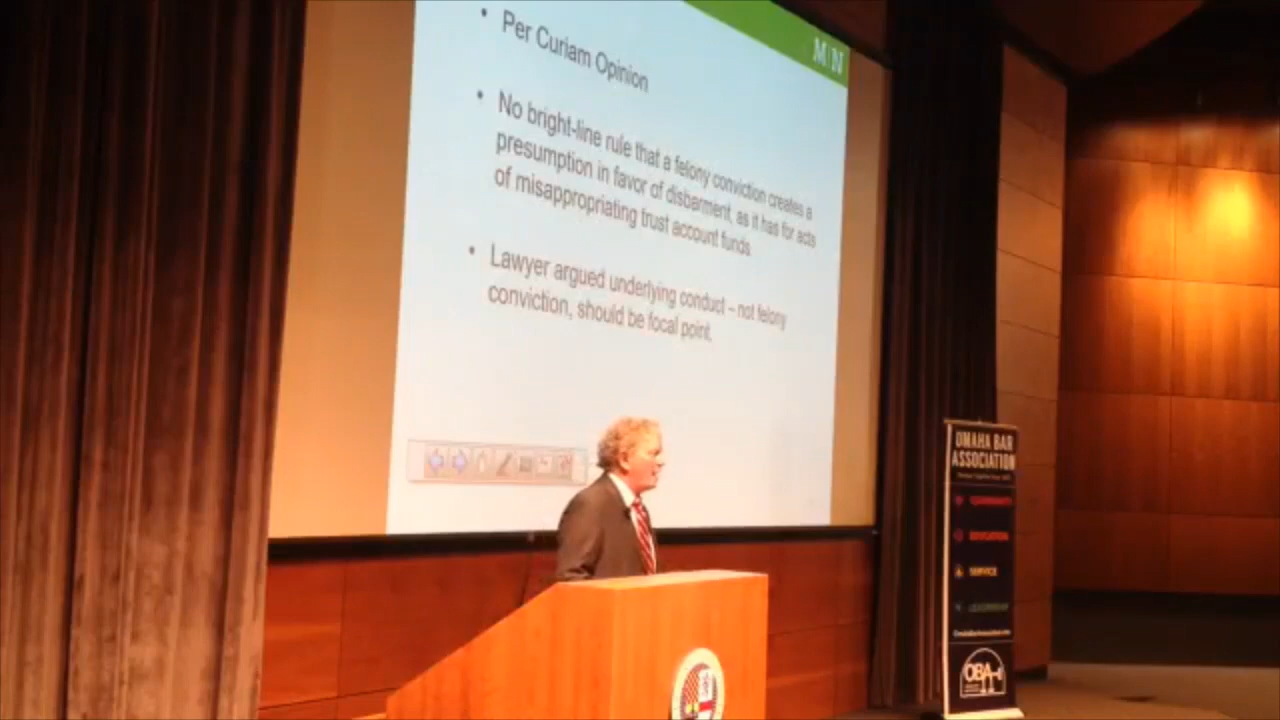 M|N
• Per Curiam Opinion
• No bright-line rule that a felony conviction creates a
presumption in favor of disbarment, as it has for acts
of misappropriating trust account funds
• Lawyer argued underlying conduct – not felony
conviction, should be focal point.
OMAHA BAR
ASSOCIATION
COMMUNITY
EDUCATION
SERVICE
LEADERSHIP
OBA